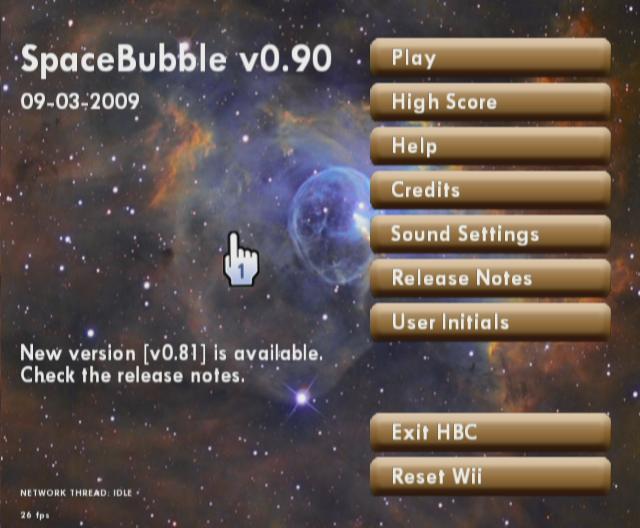 SpaceBubble v0.90
09-03-2009
Play
High Score
Help
Credits
Sound Settings
Release Notes
User Initials
1
New version [v0.81] is available.
Check the release notes.
Exit HBC
Reset Wii
NETWORK THREAD: IDLE
26 fps